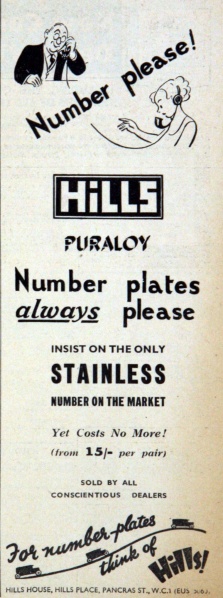 Number please!
HILLS
PURALOY
Number plates
always please
INSIST ON THE ONLY
STAINLESS
NUMBER ON THE MARKET
Yet Costs No More!
(from 15/- per pair)
SOLD BY ALL
CONSCIENTIOUS DEALERS
For number-plates
think of
Hills!
HILLS HOUSE, HILLS PLACE, PANCRAS ST., W.C.1 (EUS